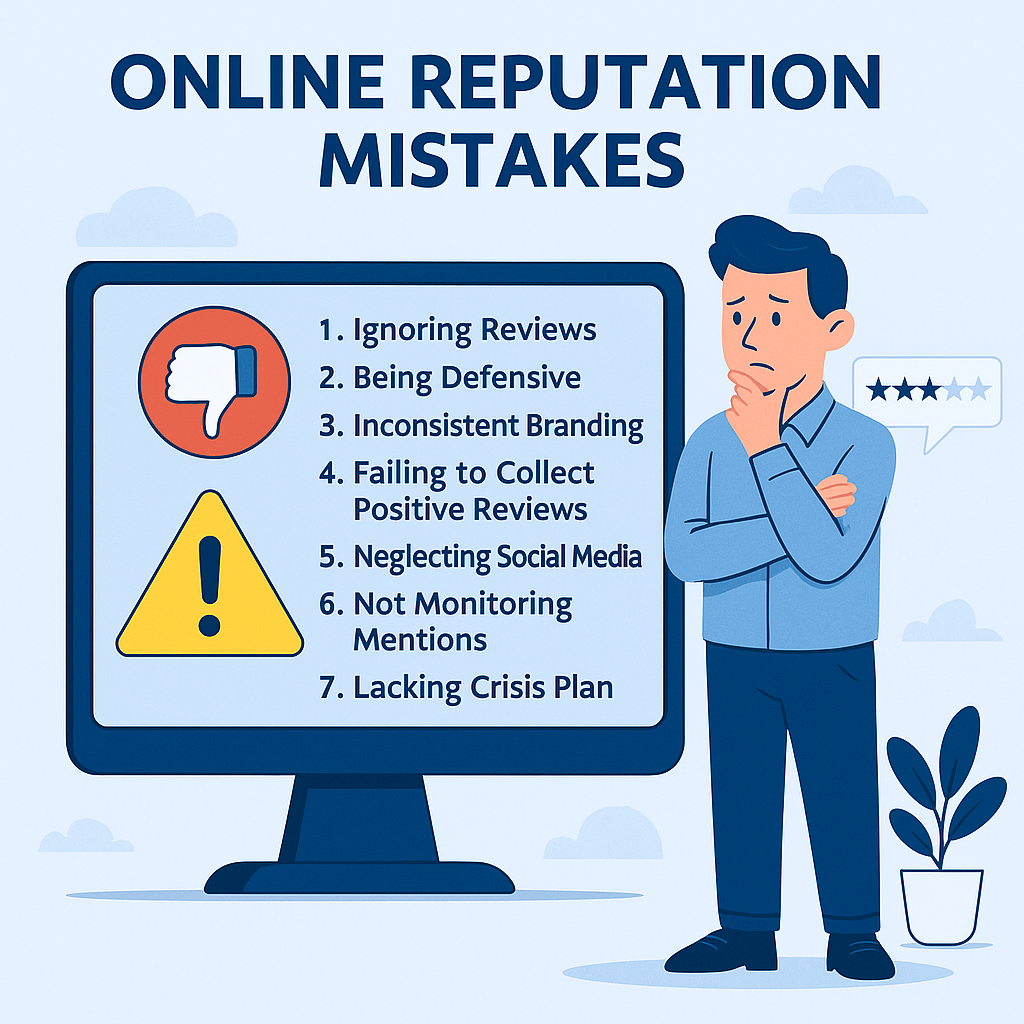 ONLINE REPUTATION
MISTAKES
1. Ignoring Reviews
2. Being Defensive
3. Inconsistent Branding
4. Failing to Collect
Positive Reviews
5. Neglecting Social Media
6. Not Monitoring
Mentions
7. Lacking Crisis Plan